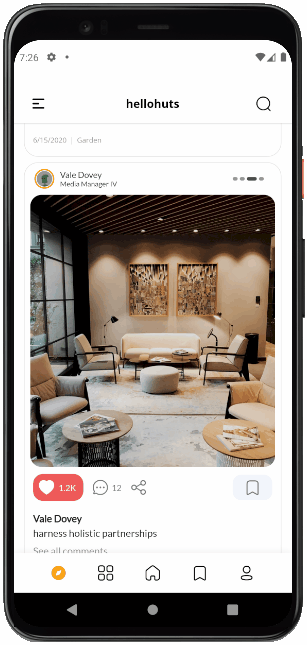 7:26
hellohuts
6/15/2020 | Garden
Vale Dovey
Media Manager IV
1.2K
12
Vale Dovey
harness holistic partnerships
See all comments